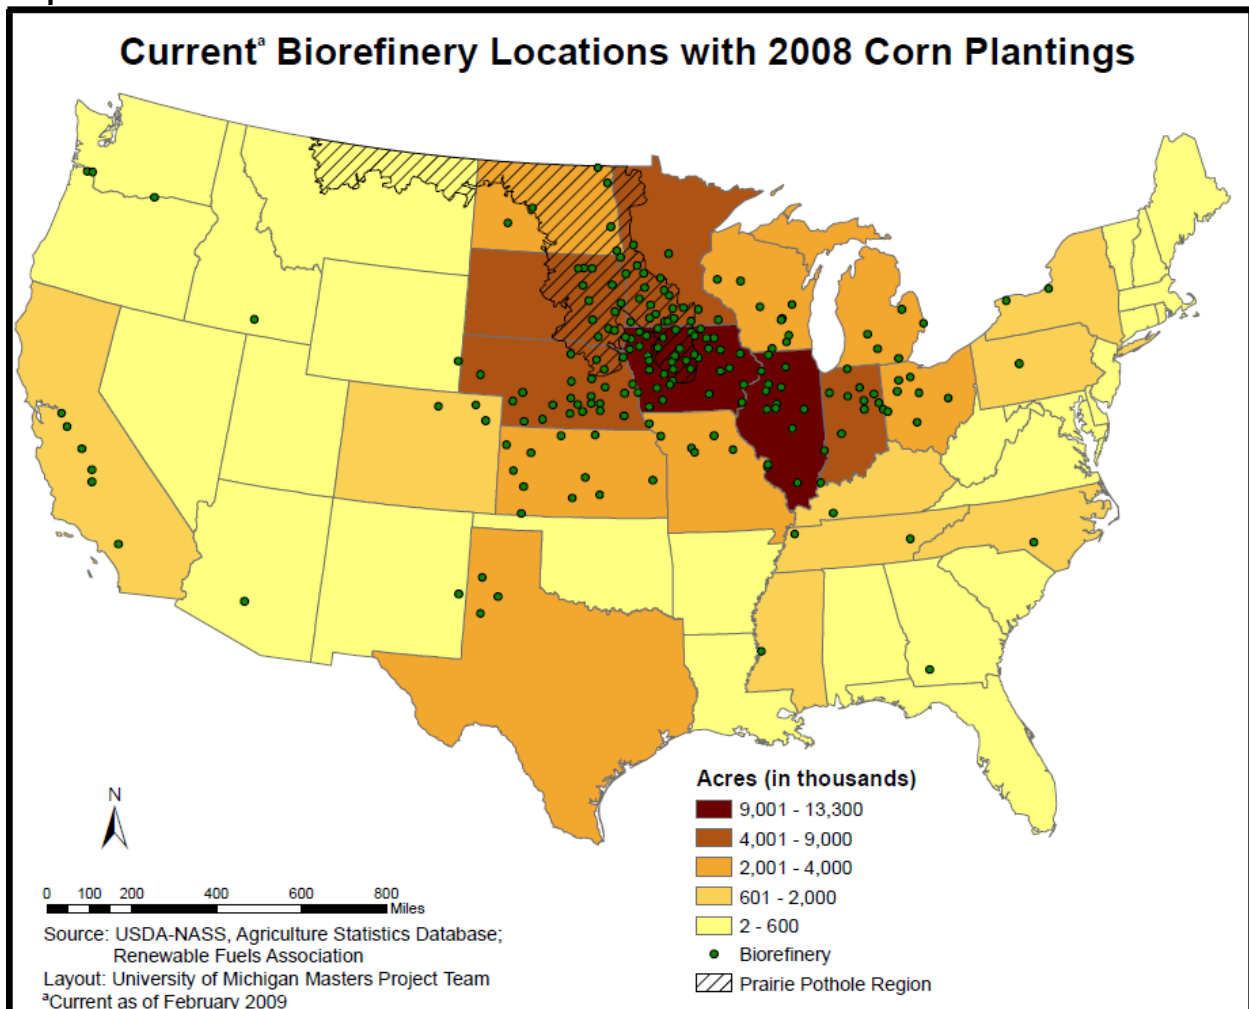 Currentª Biorefinery Locations with 2008 Corn Plantings
Acres (in thousands)
9,001 - 13,300
4,001 - 9,000
2,001 - 4,000
601 - 2,000
2 - 600
Biorefinery
Prairie Pothole Region
N
0 100 200 400 600 800
Miles
Source: USDA-NASS, Agriculture Statistics Database;
Renewable Fuels Association
Layout: University of Michigan Masters Project Team
ªCurrent as of February 2009